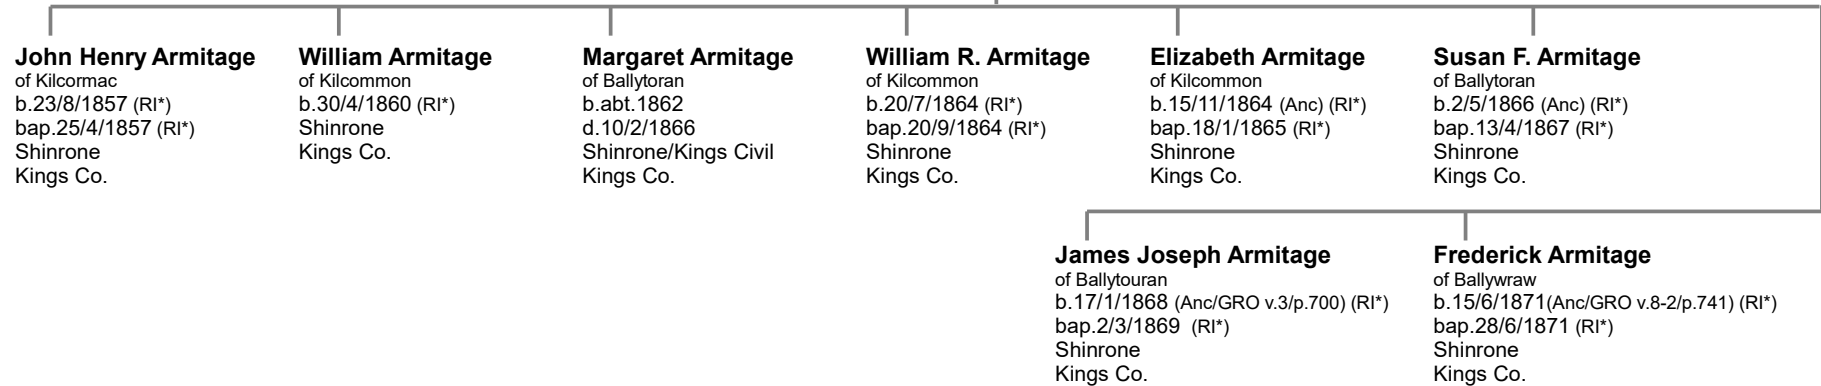 John Henry Armitage
of Kilcormac
b.23/8/1857 (RI*)
bap.25/4/1857 (RI*)
Shinrone
Kings Co.
William Armitage
of Kilcommon
b.30/4/1860 (RI*)
Shinrone
Kings Co.
Margaret Armitage
of Ballytoran
b.abt.1862
d.10/2/1866
Shinrone/Kings Civil
Kings Co.
William R. Armitage
of Kilcommon
b.20/7/1864 (RI*)
bap.20/9/1864 (RI*)
Shinrone
Kings Co.
Elizabeth Armitage
of Kilcommon
b.15/11/1864 (Anc) (RI*)
bap.18/1/1865 (RI*)
Shinrone
Kings Co.
Susan F. Armitage
of Ballytoran
b.2/5/1866 (Anc) (RI*)
bap.13/4/1867 (RI*)
Shinrone
Kings Co.
James Joseph Armitage
of Ballytouran
b.17/1/1868 (Anc/GRO v.3/p.700) (RI*)
bap.2/3/1869 (RI*)
Shinrone
Kings Co.
Frederick Armitage
of Ballywraw
b.15/6/1871(Anc/GRO v.8-2/p.741) (RI*)
bap.28/6/1871 (RI*)
Shinrone
Kings Co.